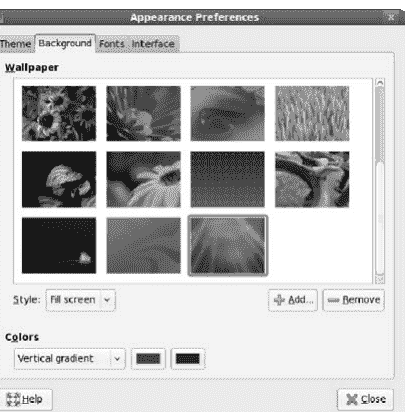 Appearance Preferences
Theme Background Fonts Interface
Wallpaper
Style: Fill screen Add... Remove
Colors
Vertical gradient
Help Close